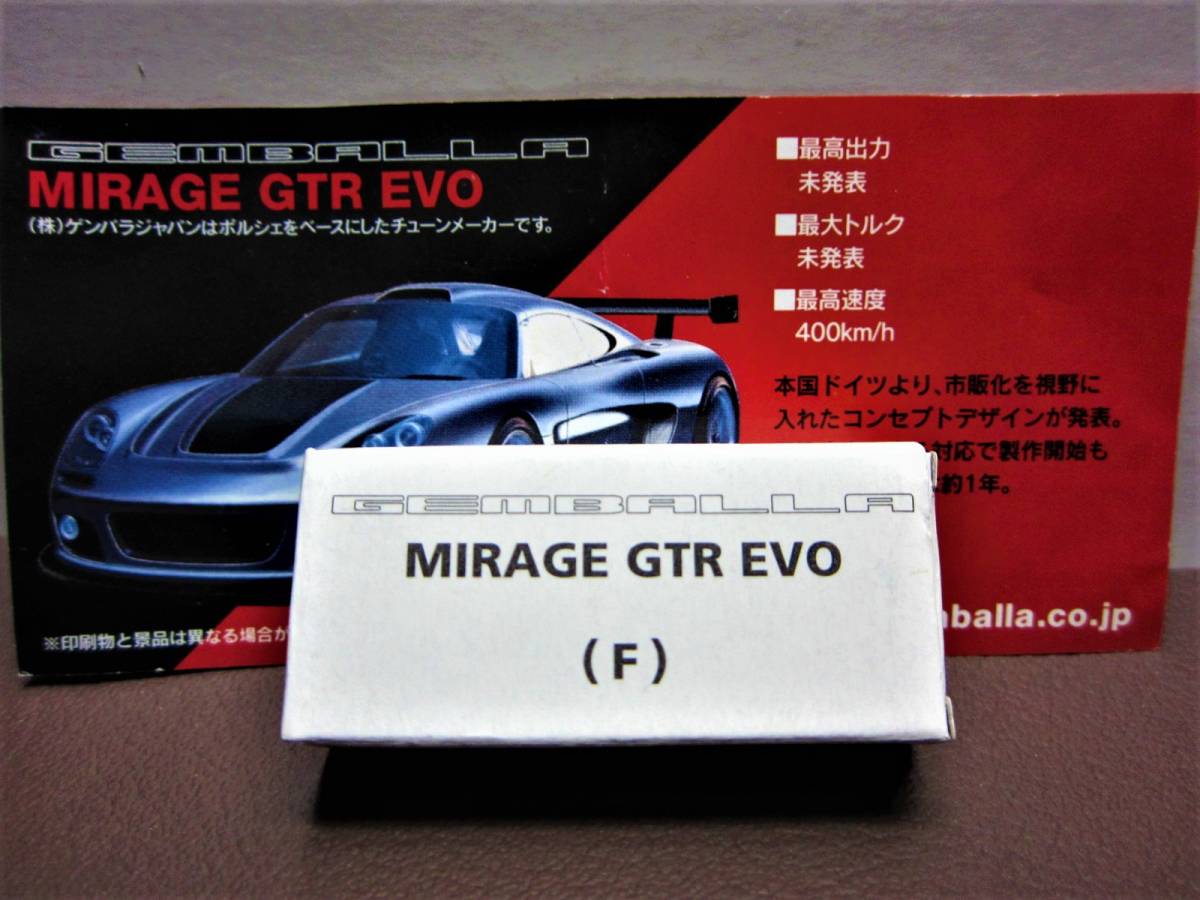 GEMBALLA
MIRAGE GTR EVO
(株)ゲンバラジャパンはポルシェをベースにしたチューンメーカーです。
■最高出力
未発表
■最大トルク
未発表
■最高速度
400km/h
本国ドイツより、市販化を視野に
入れたコンセプトデザインが発表。
対応で製作開始も
約1年。
mballa.co.jp
※印刷物と景品は異なる場合が
GEMBALLA
MIRAGE GTR EVO
(F)